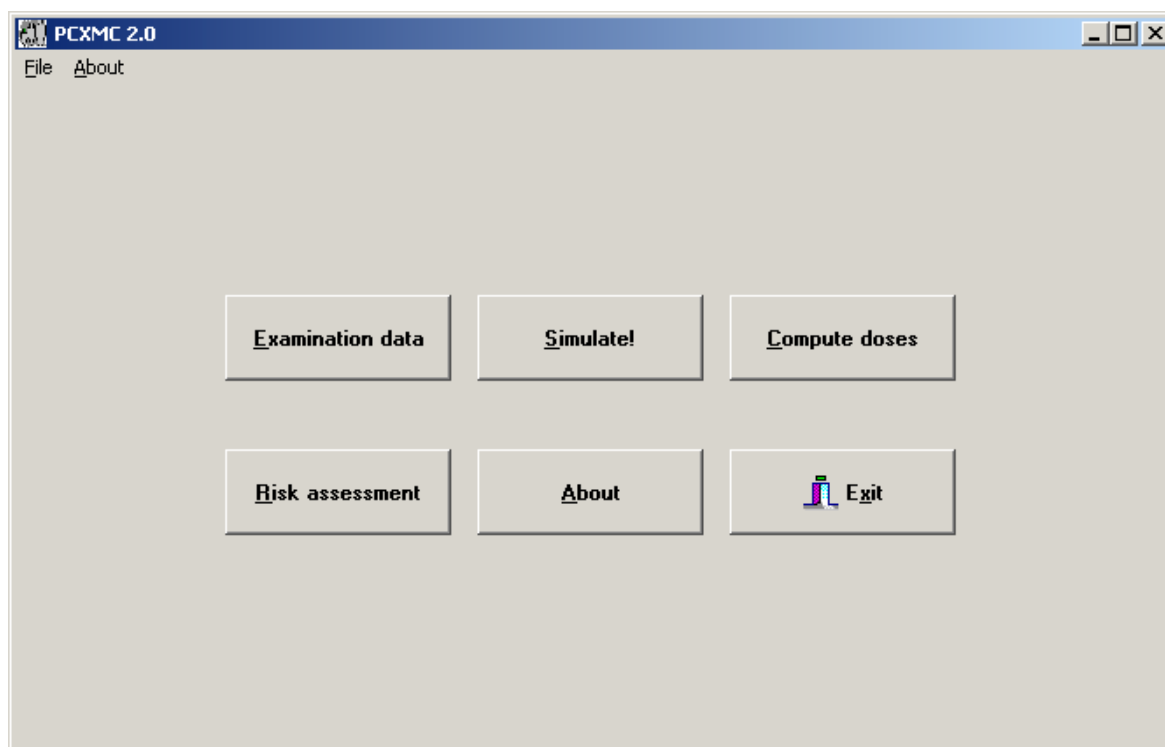 PCXMC 2.0
File About
Examination data Simulate! Compute doses
Risk assessment About Exit